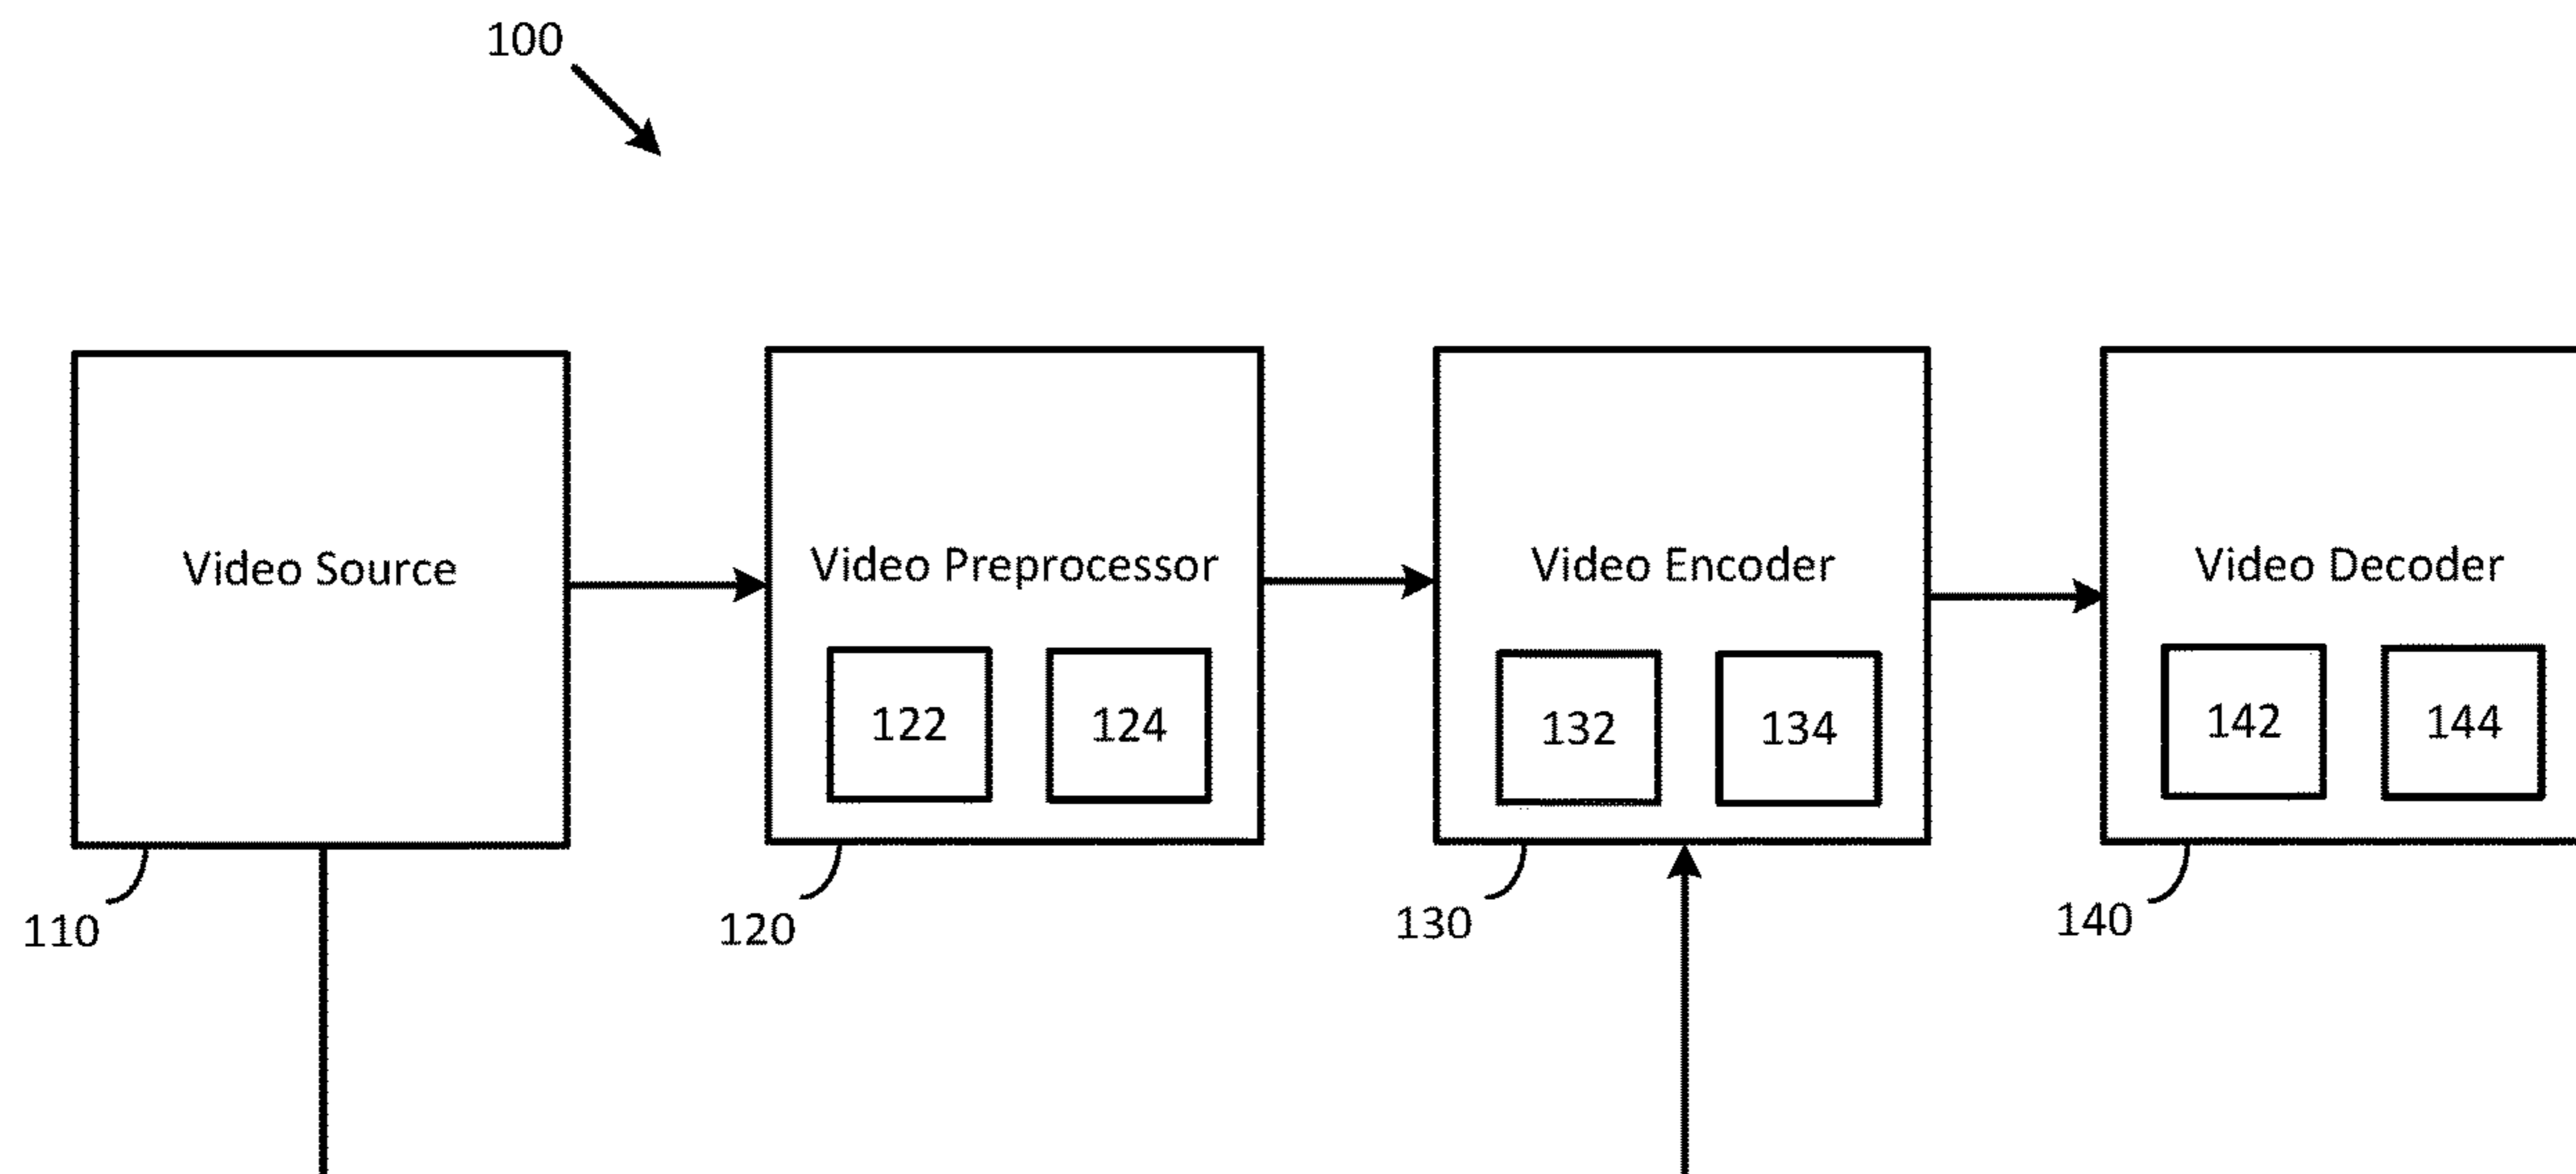 100
Video Source
Video Preprocessor
Video Encoder
Video Decoder
122
124
132
134
142
144
110
120
130
140